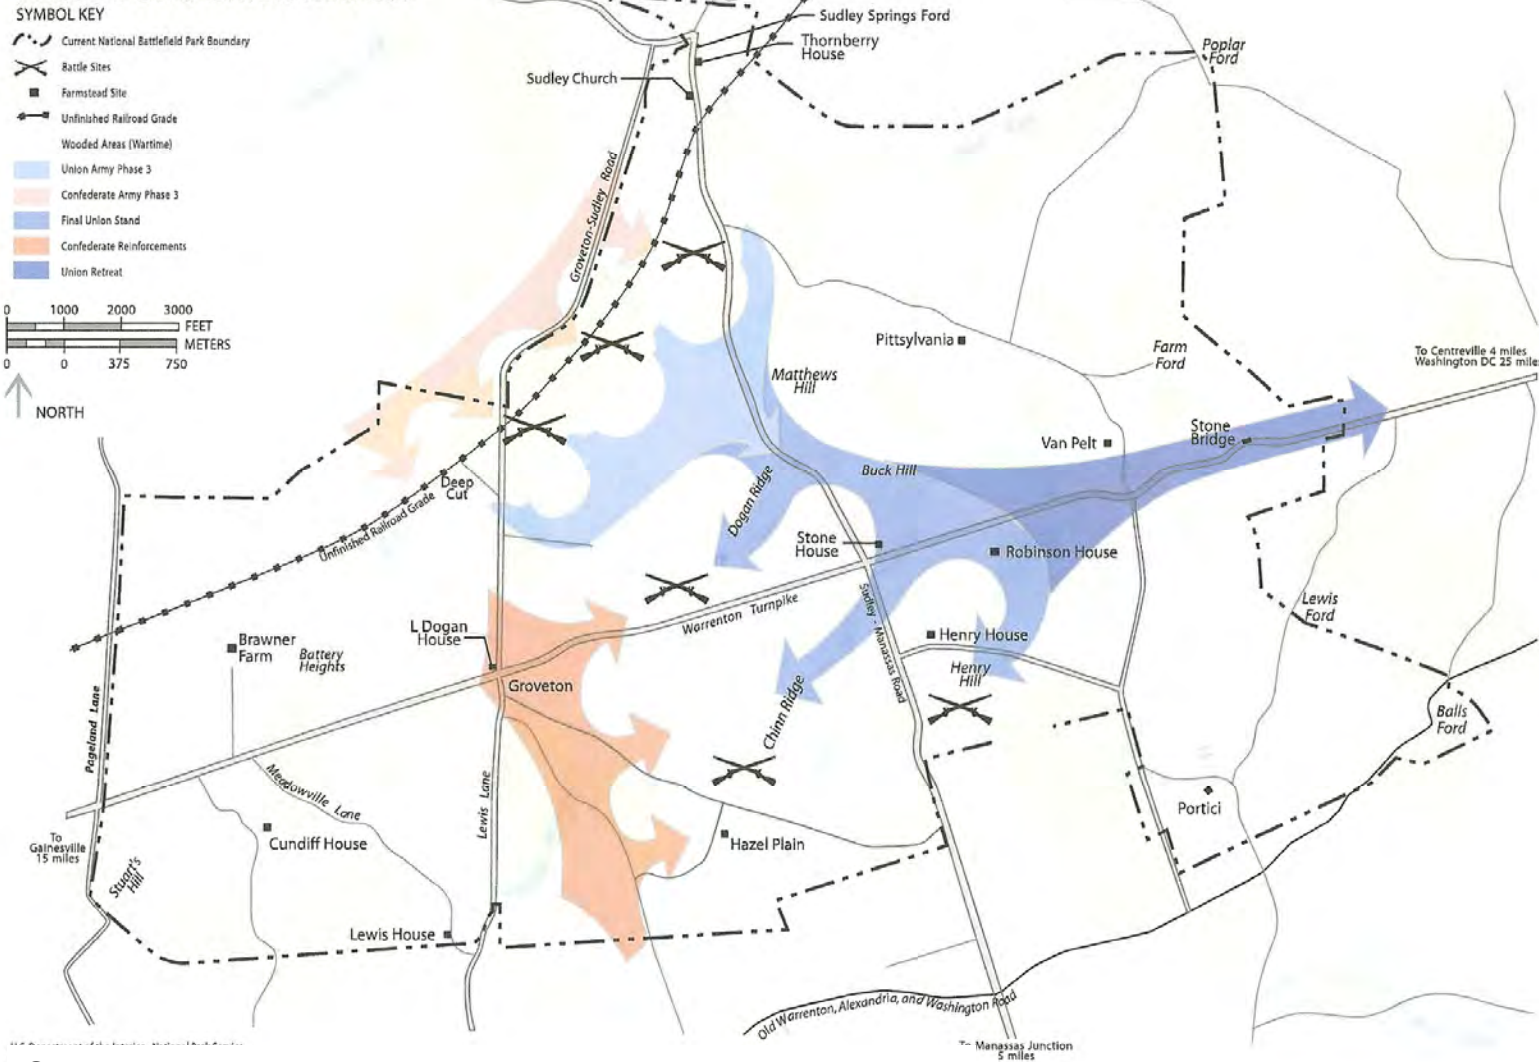 SYMBOL KEY
Current National Battlefield Park Boundary
Battle Sites
Farmstead Site
Unfinished Railroad Grade
Wooded Areas (Wartime)
Union Army Phase 3
Confederate Army Phase 3
Final Union Stand
Confederate Reinforcements
Union Retreat
0 1000 2000 3000
FEET
METERS
0 0 375 750
NORTH
Sudley Springs Ford
Thornberry
House
Sudley Church
Poplar
Ford
Groveton-Sudley Road
Pittsylvania
Farm
Ford
Matthews
Hill
To Centreville 4 miles
Washington DC 25 mile
Stone
Bridge
Van Pelt
Buck Hill
Deep
Cut
Unfinished Railroad Grade
Dogan Ridge
Stone
House
Robinson House
Warrenton Turnpike
Sudley - Manassas Road
Lewis
Ford
L Dogan
House
Brawner
Farm
Battery
Heights
Groveton
Henry House
Henry
Hill
Chinn Ridge
Balls
Ford
Pageland Lane
Meadowville Lane
Lewis Lane
Portici
To
Gainesville
15 miles
Cundiff House
Hazel Plain
Stuart's
Hill
Lewis House
Old Warrenton, Alexandria, and Washington Road
To Manassas Junction
5 miles